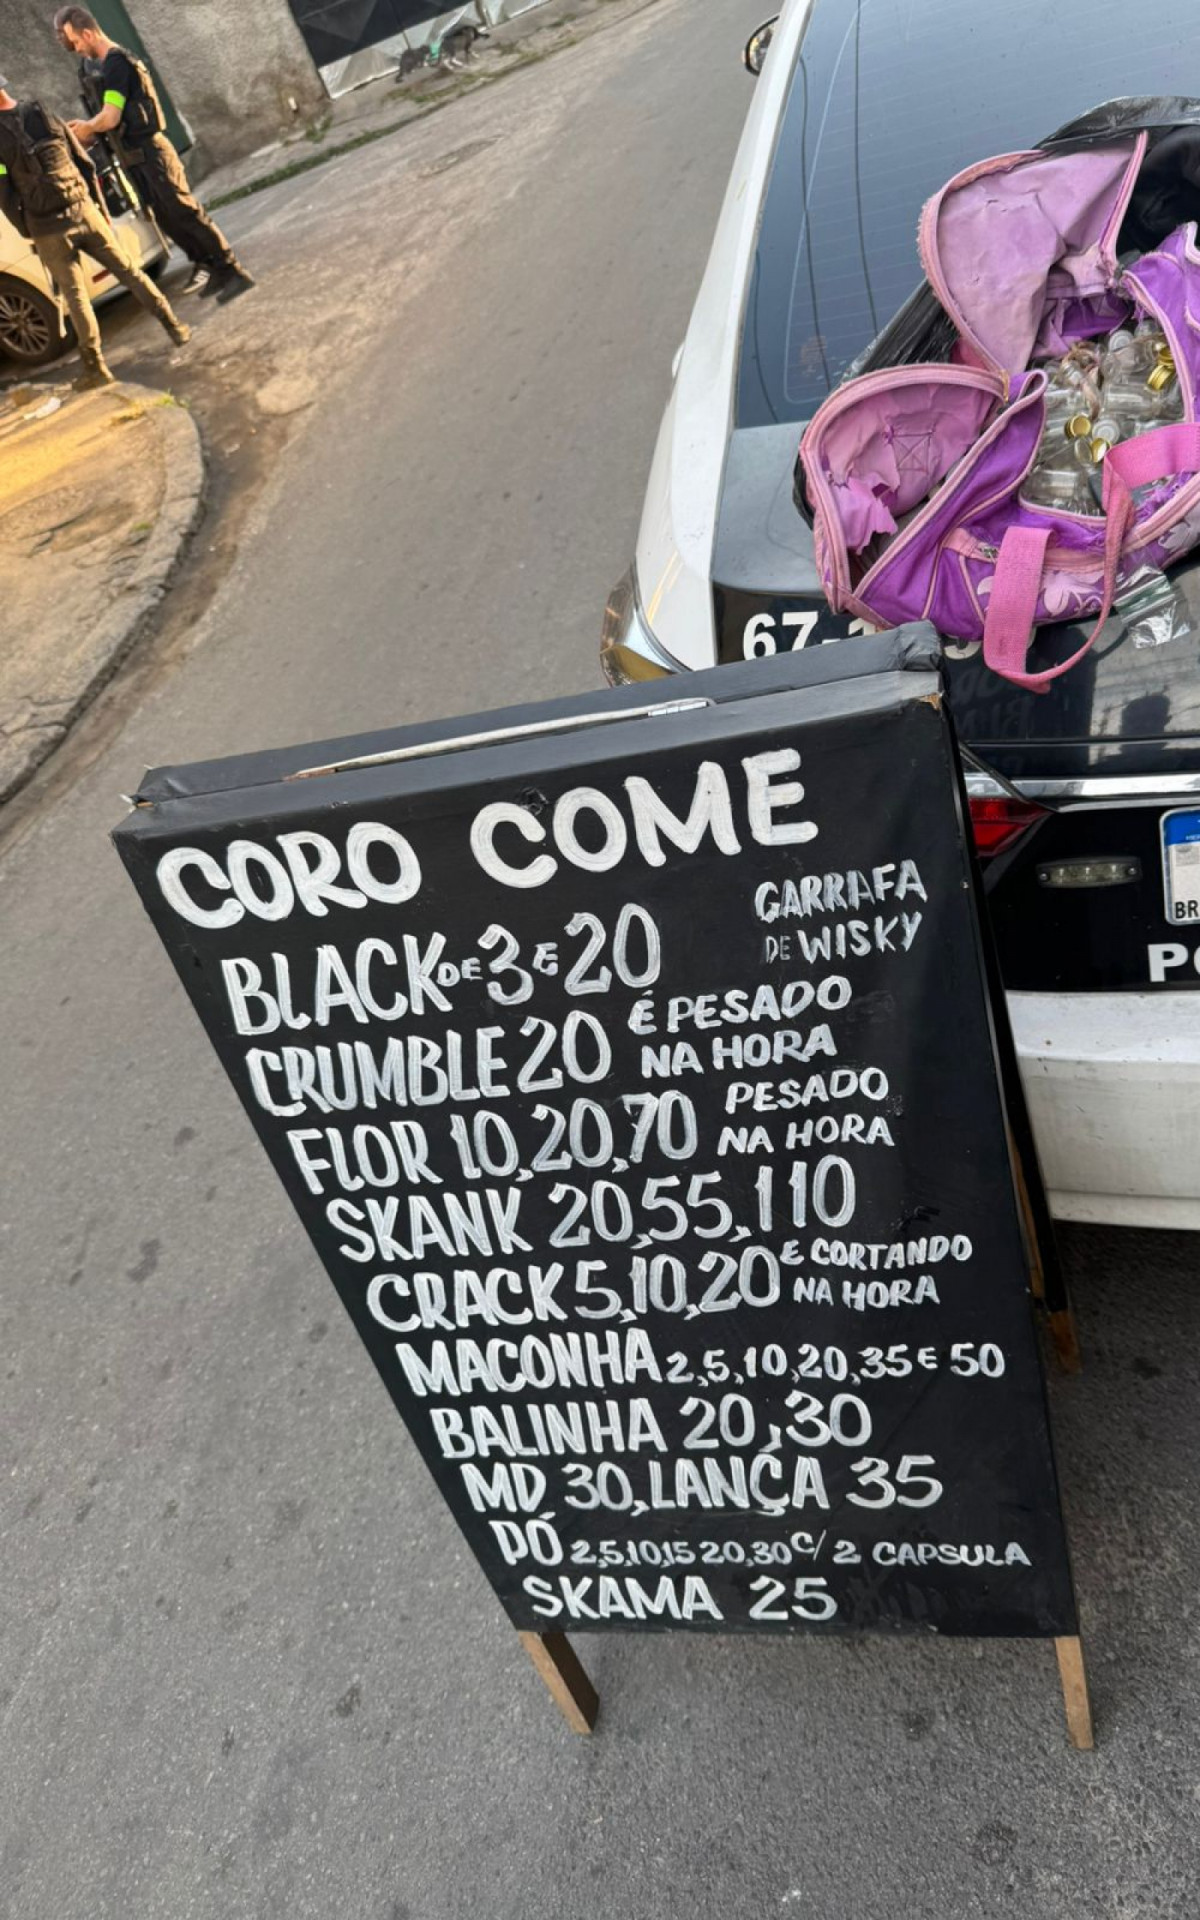 67-1
CORO COME
GARRAFA
DE WISKY
BLACK DE 3 E 20
CRUMBLE 20 É PESADO
NA HORA
FLOR 10,20,70 PESADO
NA HORA
SKANK 20,55,110
CRACK 5,10,20 E CORTANDO
NA HORA
MACONHA 2,5,10,20,35 E 50
BALINHA 20,30
MD 30, LANÇA 35
PÓ 2,5,10,15 20,30 C/ 2 CAPSULA
SKAMA 25
BR